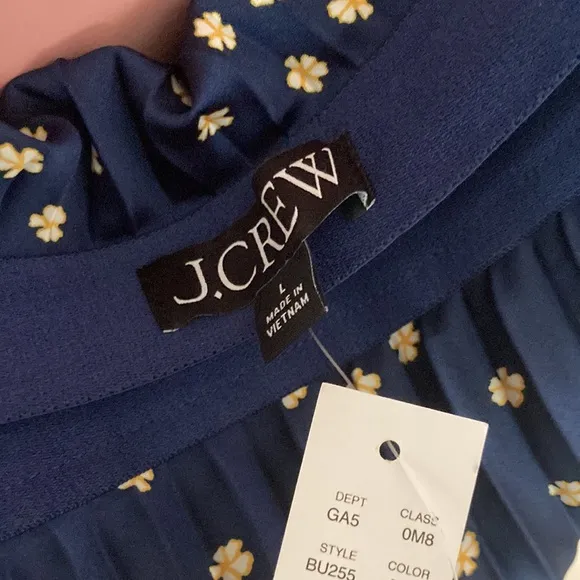 J.CREW
L
MADE IN
VIETNAM
DEPT CLASS
GA5 0M8
STYLE COLOR
BU255